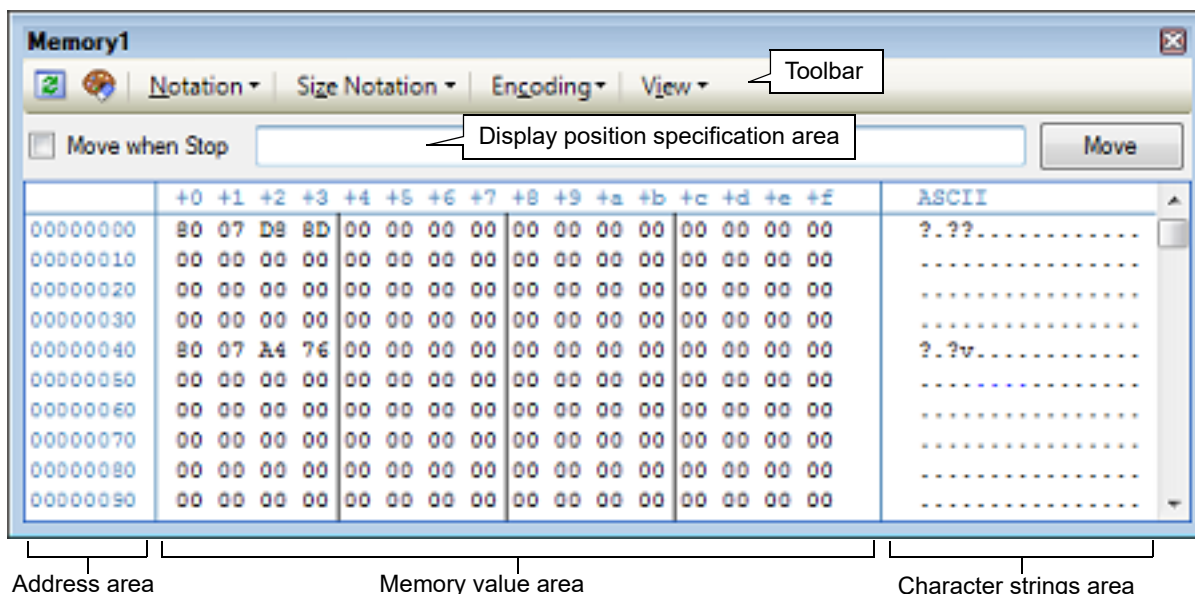 Memory1
Notation Size Notation Encoding View Toolbar
Move when Stop Display position specification area Move
+0 +1 +2 +3 +4 +5 +6 +7 +8 +9 +a +b +c +d +e +f ASCII
00000000 80 07 D8 8D 00 00 00 00 00 00 00 00 00 00 00 00 ?.??............
00000010 00 00 00 00 00 00 00 00 00 00 00 00 00 00 00 00 ................
00000020 00 00 00 00 00 00 00 00 00 00 00 00 00 00 00 00 ................
00000030 00 00 00 00 00 00 00 00 00 00 00 00 00 00 00 00 ................
00000040 80 07 A4 76 00 00 00 00 00 00 00 00 00 00 00 00 ?.?v............
00000050 00 00 00 00 00 00 00 00 00 00 00 00 00 00 00 00 ................
00000060 00 00 00 00 00 00 00 00 00 00 00 00 00 00 00 00 ................
00000070 00 00 00 00 00 00 00 00 00 00 00 00 00 00 00 00 ................
00000080 00 00 00 00 00 00 00 00 00 00 00 00 00 00 00 00 ................
00000090 00 00 00 00 00 00 00 00 00 00 00 00 00 00 00 00 ................
Address area Memory value area Character strings area